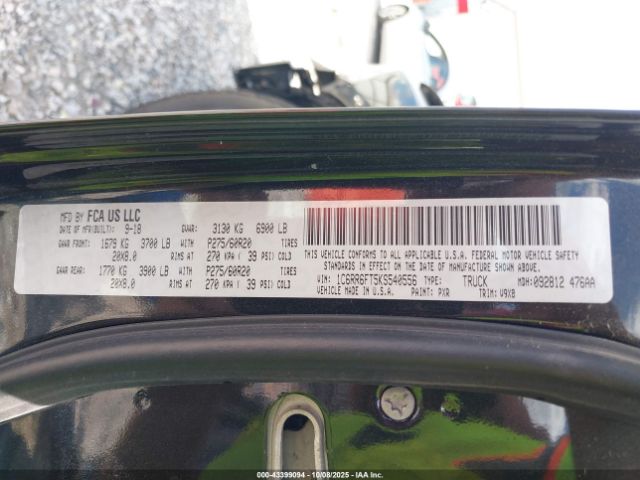 MFD BY FCA US LLC
DATE OF MFR(BUILT): 9-18 GVWR: 3130 KG 6900 LB
GAWR FRONT: 1679 KG 3700 LB WITH P275/60R20 TIRES
20X8.0 RIMS AT 270 KPA ( 39 PSI) COLD
GAWR REAR: 1770 KG 3900 LB WITH P275/60R20 TIRES
20X8.0 RIMS AT 270 KPA ( 39 PSI) COLD
THIS VEHICLE CONFORMS TO ALL APPLICABLE U.S.A. FEDERAL MOTOR VEHICLE SAFETY
STANDARDS IN EFFECT ON THE DATE OF MANUFACTURE SHOWN ABOVE.
VIN: 1C6RR6FT5KS540556 TYPE: TRUCK MDH: 092812 476AA
VEHICLE MADE IN U.S.A. PAINT: PXR TRIM: V9X8
000-43399094 - 10/08/2025 - IAA Inc.